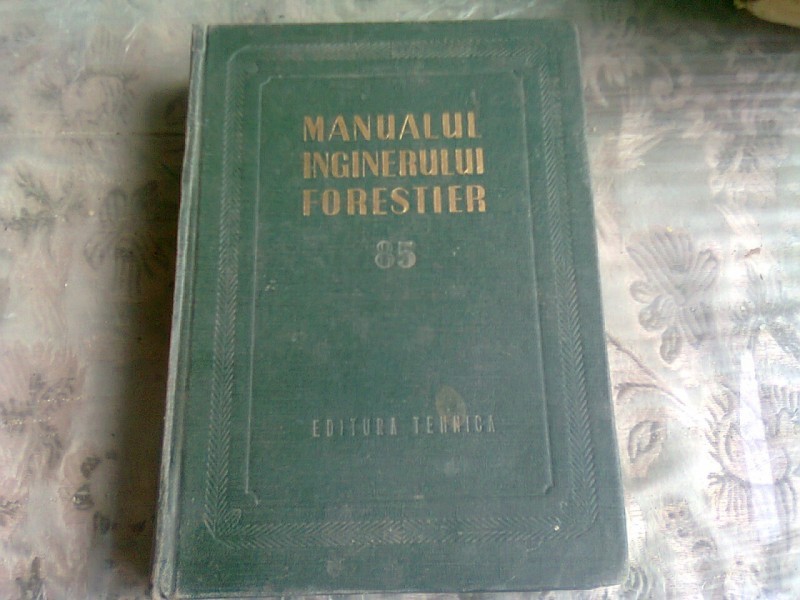 MANUALUL
INGINERULUI
FORESTIER
85
EDITURA TEHNICA